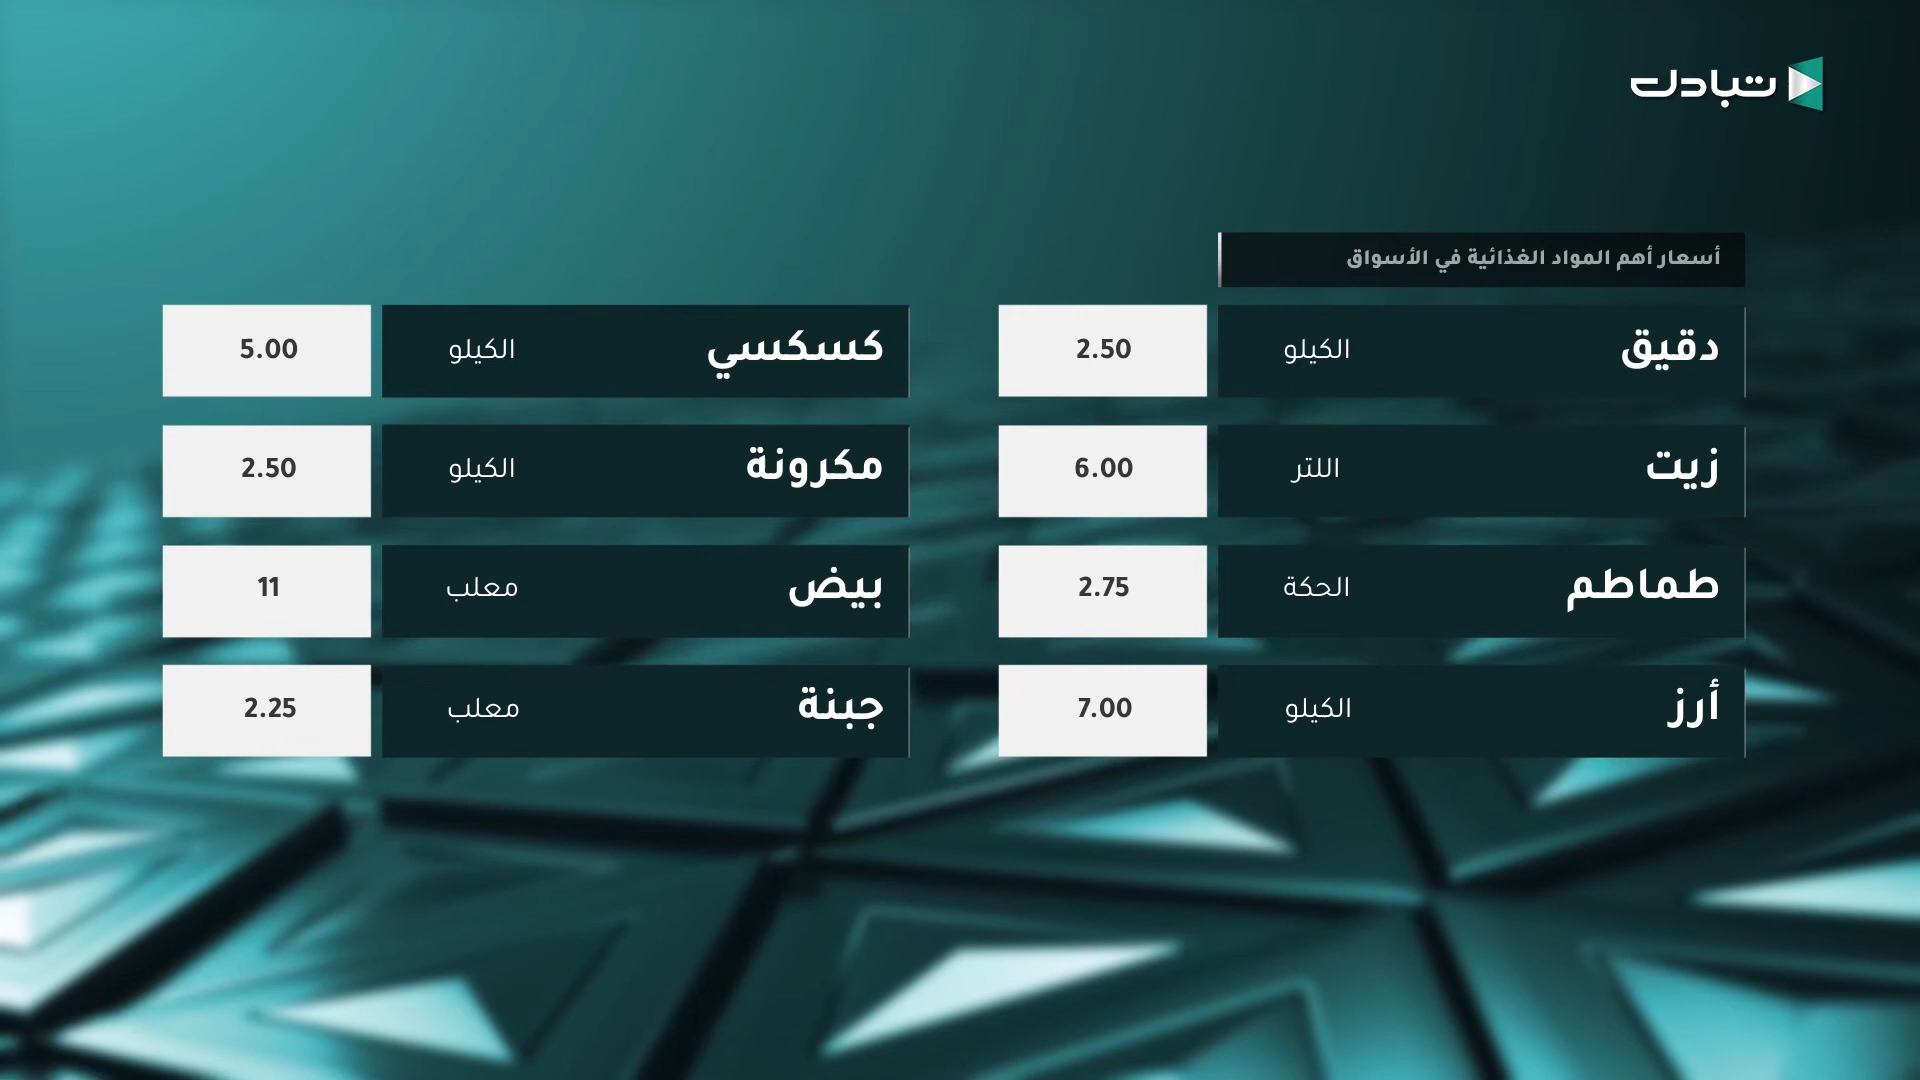 تبادل
أسعار أهم المواد الغذائية في الأسواق
دقيق الكيلو 2.50
زيت اللتر 6.00
طماطم الحكة 2.75
أرز الكيلو 7.00
كسكسي الكيلو 5.00
مكرونة الكيلو 2.50
بيض معلب 11
جبنة معلب 2.25